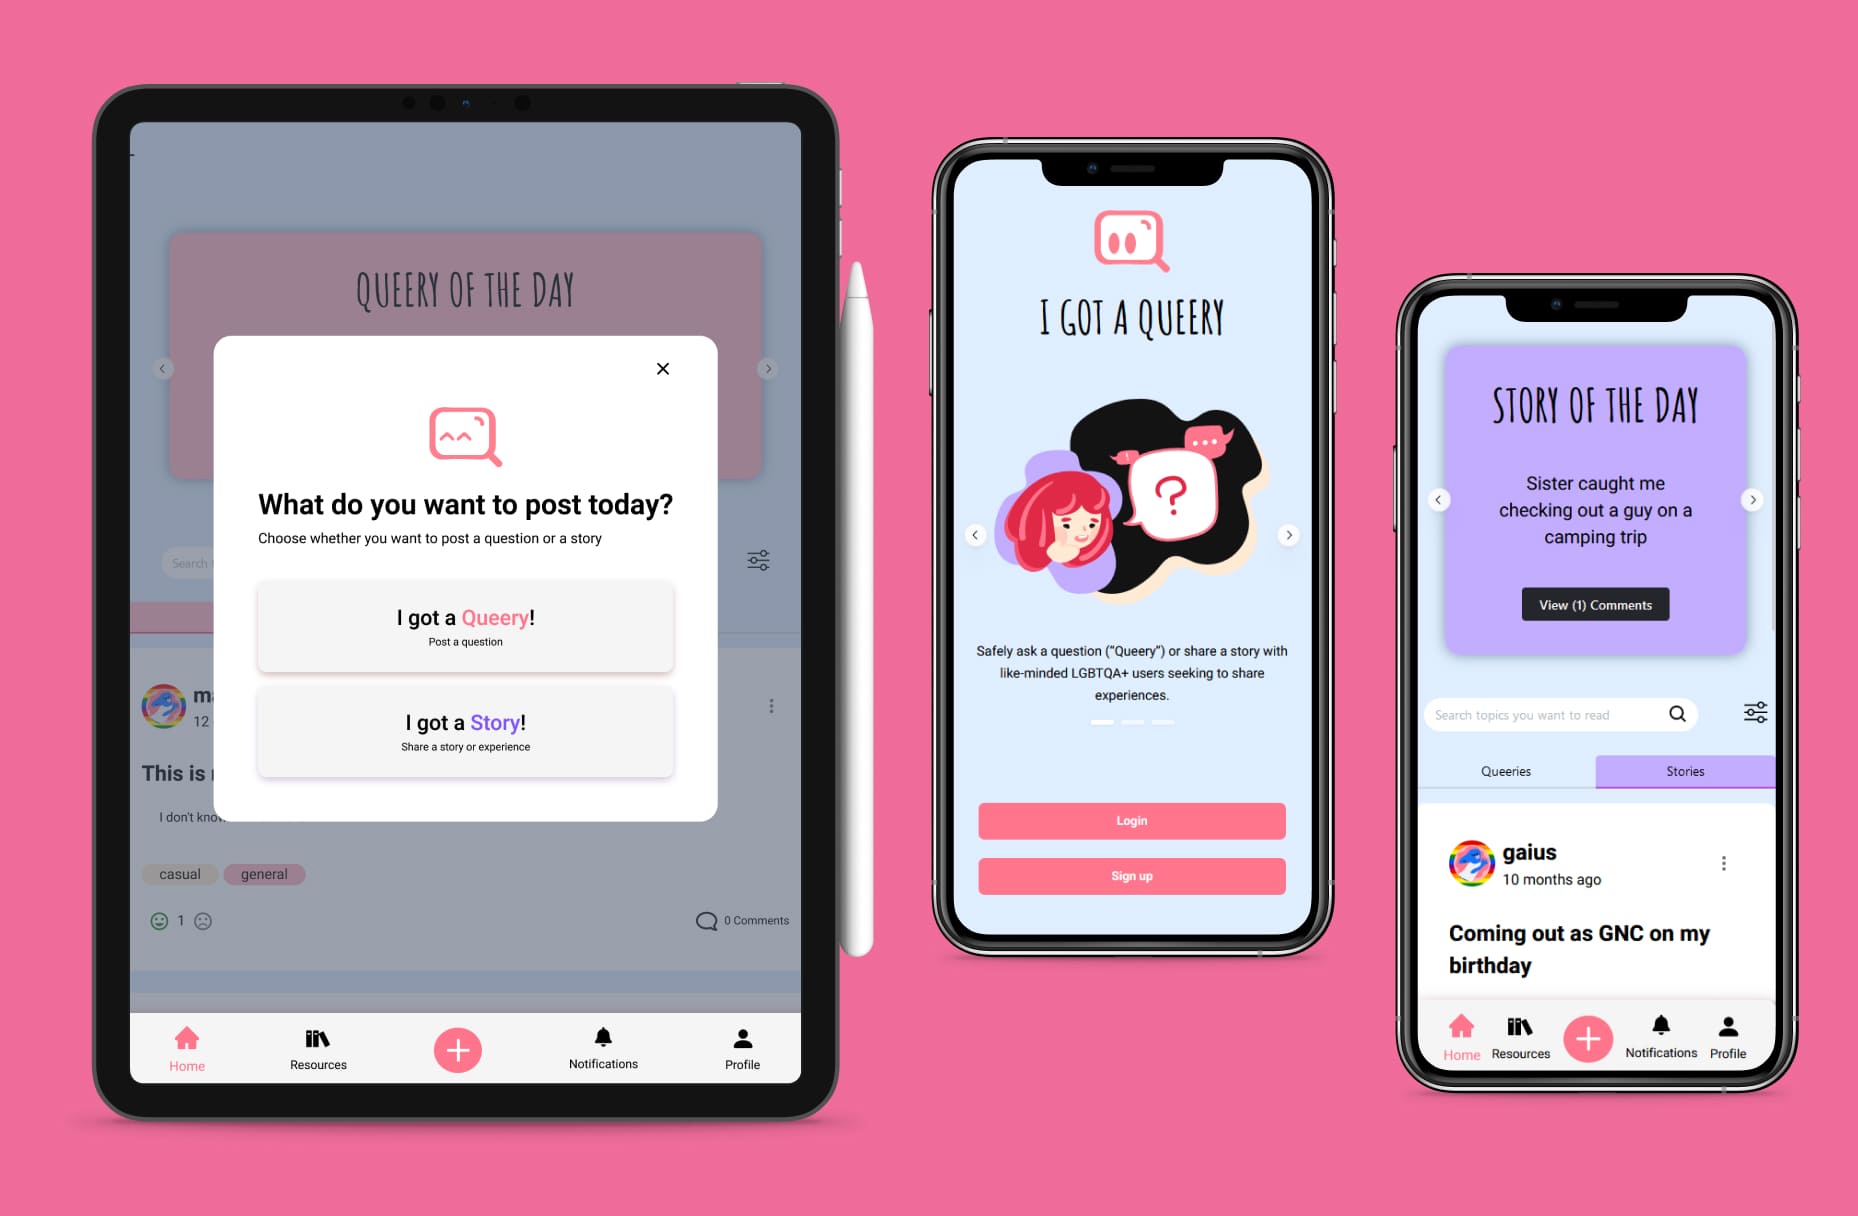 QUEERY OF THE DAY
What do you want to post today?
Choose whether you want to post a question or a story
Search
I got a Queery!
Post a question
I got a Story!
Share a story or experience
12
This is
I don't know
casual
general
1
0 Comments
Home
Resources
Notifications
Profile
I GOT A QUEERY
?
Safely ask a question (“Queery”) or share a story with
like-minded LGBTQA+ users seeking to share
experiences.
Login
Sign up
STORY OF THE DAY
Sister caught me
checking out a guy on a
camping trip
View (1) Comments
Search topics you want to read
Queeries
Stories
gaius
10 months ago
Coming out as GNC on my
birthday
Home
Resources
Notifications
Profile